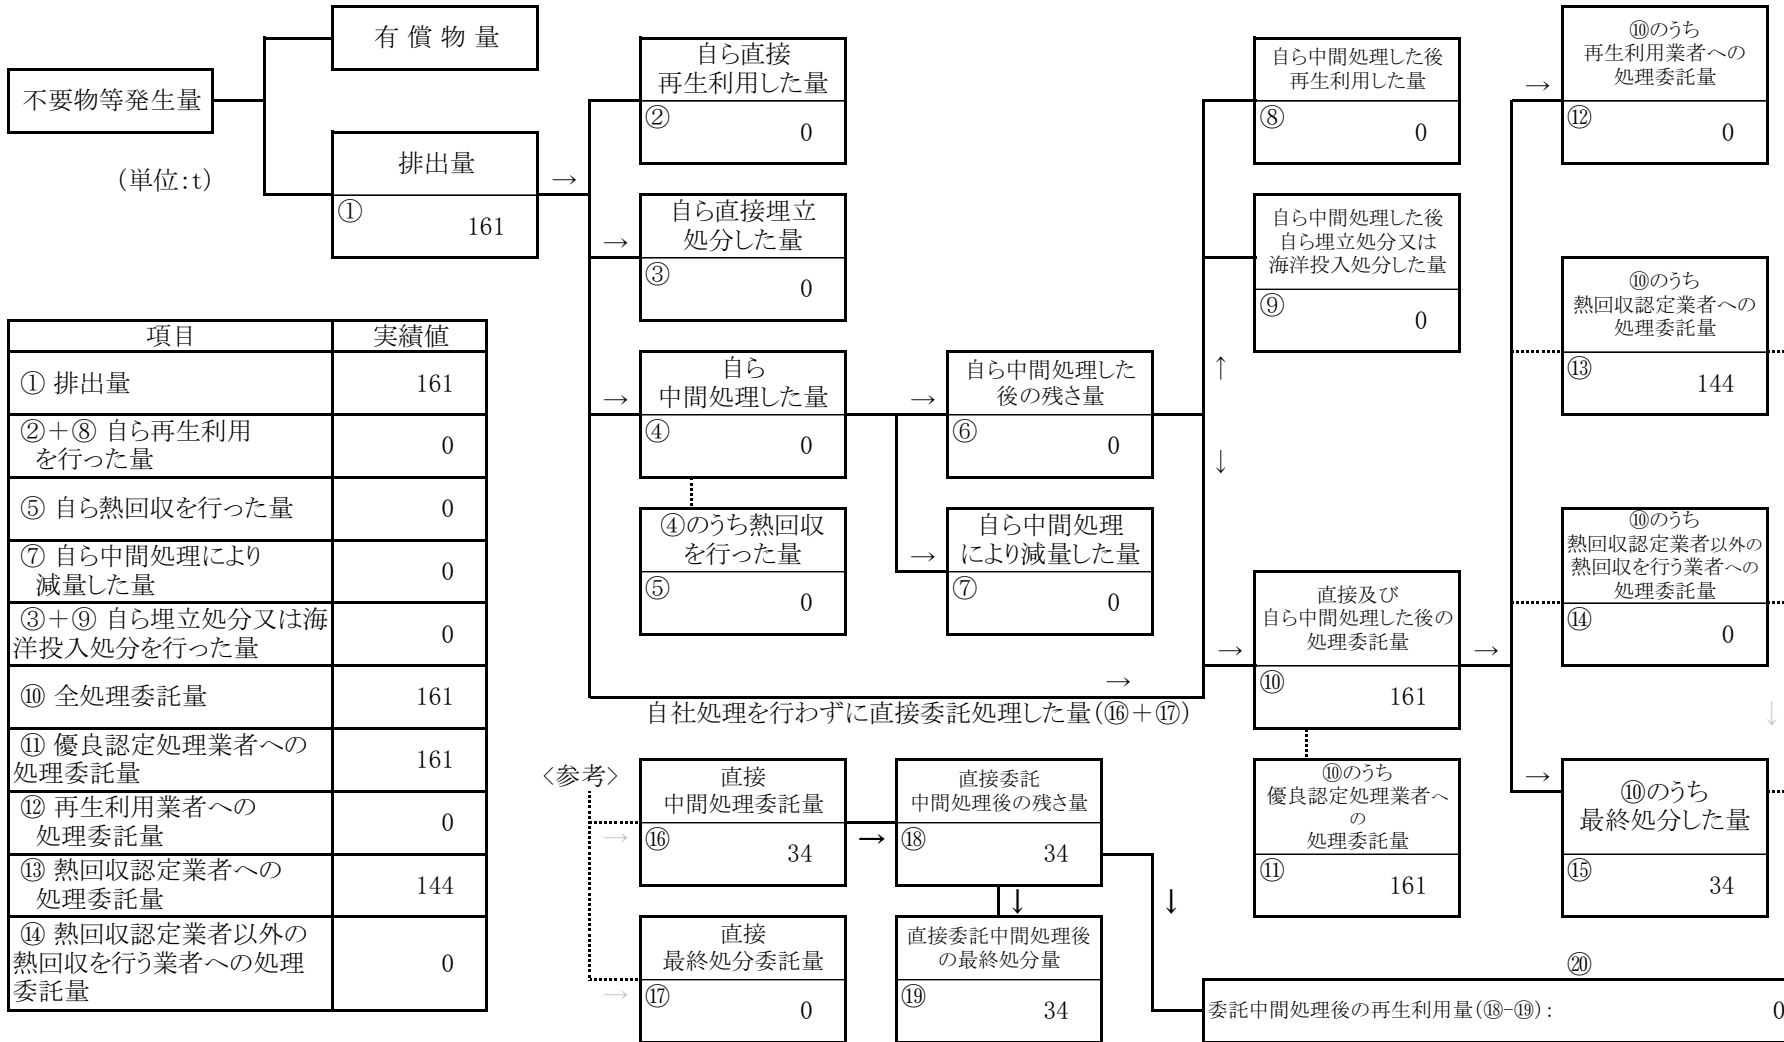 有 償 物 量
不要物等発生量
(単位:t)
排出量
①
161
→
自ら直接
再生利用した量
②
0
→
自ら直接埋立
処分した量
③
0
→
自ら
中間処理した量
④
0
④のうち熱回収
を行った量
⑤
0
→
自ら中間処理した
後の残さ量
⑥
0
→
自ら中間処理
により減量した量
⑦
0
自ら中間処理した後
再生利用した量
⑧
0
自ら中間処理した後
自ら埋立処分又は
海洋投入処分した量
⑨
0
↑
↓
→
直接及び
自ら中間処理した後の
処理委託量
⑩
161
→
→
自社処理を行わずに直接委託処理した量(⑯+⑰)
⑩のうち
優良認定処理業者へ
の
処理委託量
⑪
161
→
⑩のうち
再生利用業者への
処理委託量
⑫
0
⑩のうち
熱回収認定業者への
処理委託量
⑬
144
⑩のうち
熱回収認定業者以外の
熱回収を行う業者への
処理委託量
⑭
0
↓
→
⑩のうち
最終処分した量
⑮
34
項目 実績値
① 排出量 161
②+⑧ 自ら再生利用
を行った量 0
⑤ 自ら熱回収を行った量 0
⑦ 自ら中間処理により
減量した量 0
③+⑨ 自ら埋立処分又は海
洋投入処分を行った量 0
⑩ 全処理委託量 161
⑪ 優良認定処理業者への
処理委託量 161
⑫ 再生利用業者への
処理委託量 0
⑬ 熱回収認定業者への
処理委託量 144
⑭ 熱回収認定業者以外の
熱回収を行う業者への処理
委託量 0
<参考>
→
直接
中間処理委託量
⑯
34
→
直接委託
中間処理後の残さ量
⑱
34
↓
↓
→
直接
最終処分委託量
⑰
0
直接委託中間処理後
の最終処分量
⑲
34
⑳
委託中間処理後の再生利用量(⑱-⑲): 0